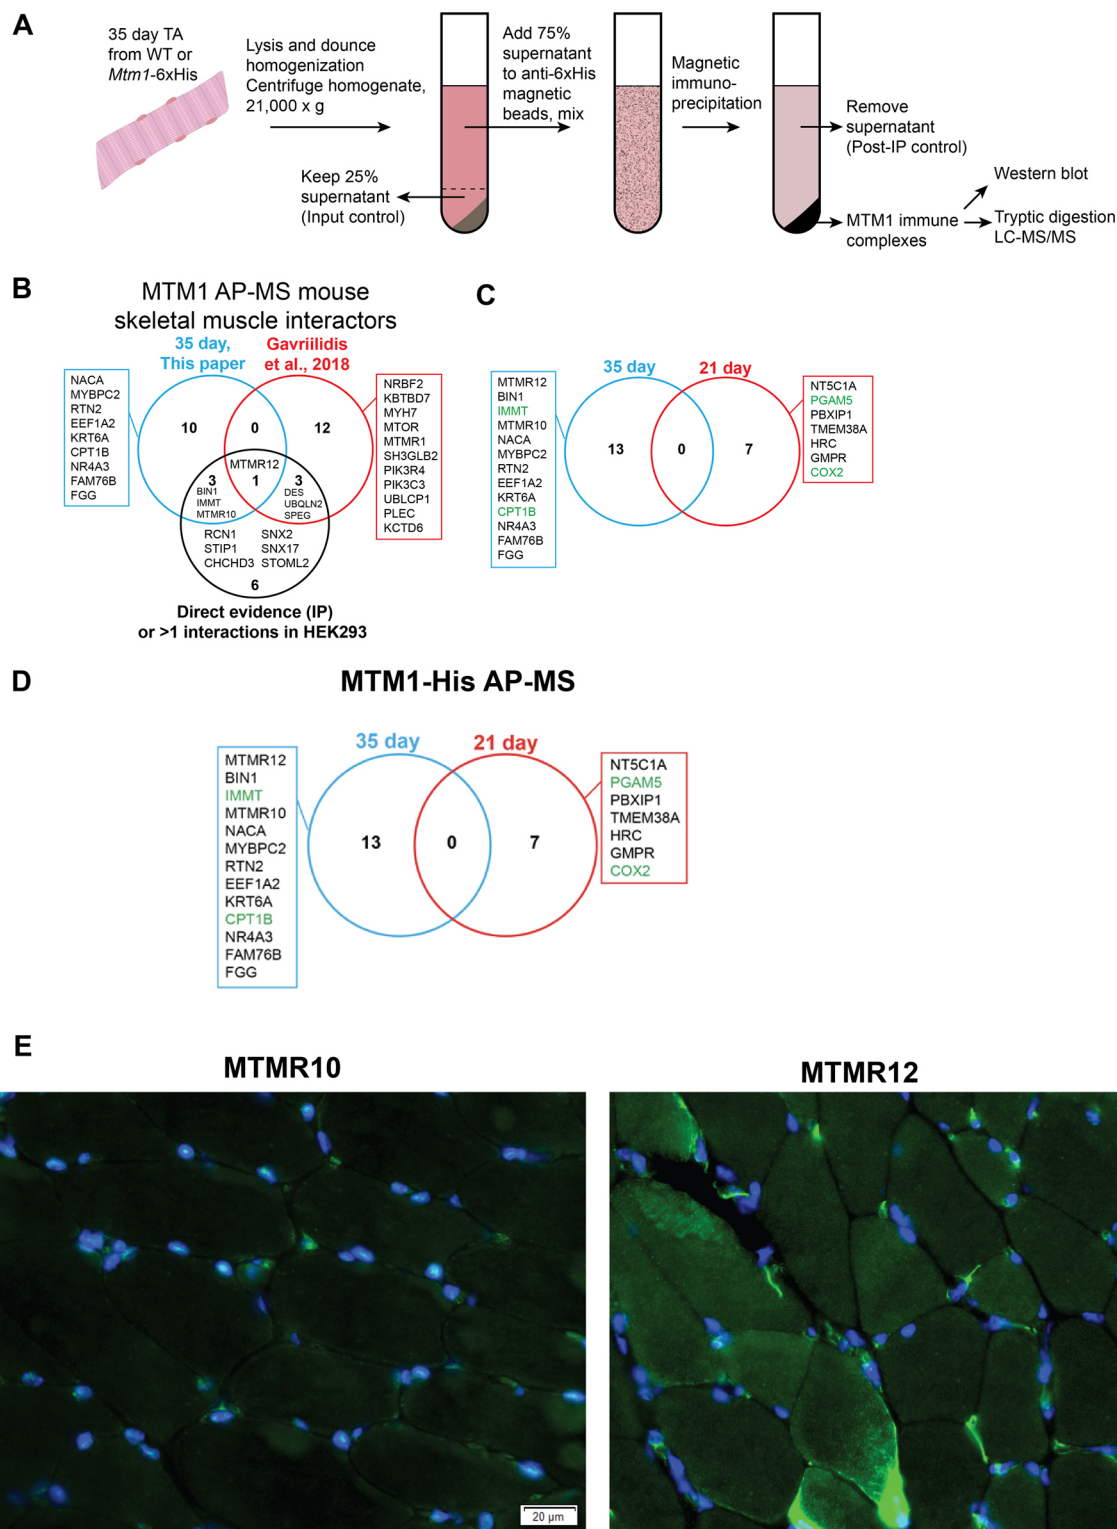 A
35 day TA
from WT or
Mtm1-6xHis
Lysis and dounce
homogenization
Centrifuge homogenate,
21,000 x g
Keep 25%
supernatant
(Input control)
Add 75%
supernatant
to anti-6xHis
magnetic
beads, mix
Magnetic
immuno-
precipitation
Remove
supernatant
(Post-IP control)
Western blot
MTM1 immune
complexes
Tryptic digestion
LC-MS/MS
B
MTM1 AP-MS mouse
skeletal muscle interactors
35 day,
This paper
Gavriilidis
et al., 2018
NACA
MYBPC2
RTN2
EEF1A2
KRT6A
CPT1B
NR4A3
FAM76B
FGG
10
0
12
MTMR12
1
3
BIN1
IMMT
MTMR10
3
DES
UBQLN2
SPEG
RCN1
STIP1
CHCHD3
SNX2
SNX17
STOML2
6
NRBF2
KBTBD7
MYH7
MTOR
MTMR1
SH3GLB2
PIK3R4
PIK3C3
UBLCP1
PLEC
KCTD6
Direct evidence (IP)
or >1 interactions in HEK293
C
35 day
21 day
MTMR12
BIN1
IMMT
MTMR10
NACA
MYBPC2
RTN2
EEF1A2
KRT6A
CPT1B
NR4A3
FAM76B
FGG
13
0
7
NT5C1A
PGAM5
PBXIP1
TMEM38A
HRC
GMPR
COX2
D
MTM1-His AP-MS
35 day
21 day
MTMR12
BIN1
IMMT
MTMR10
NACA
MYBPC2
RTN2
EEF1A2
KRT6A
CPT1B
NR4A3
FAM76B
FGG
13
0
7
NT5C1A
PGAM5
PBXIP1
TMEM38A
HRC
GMPR
COX2
E
MTMR10
MTMR12
20 µm